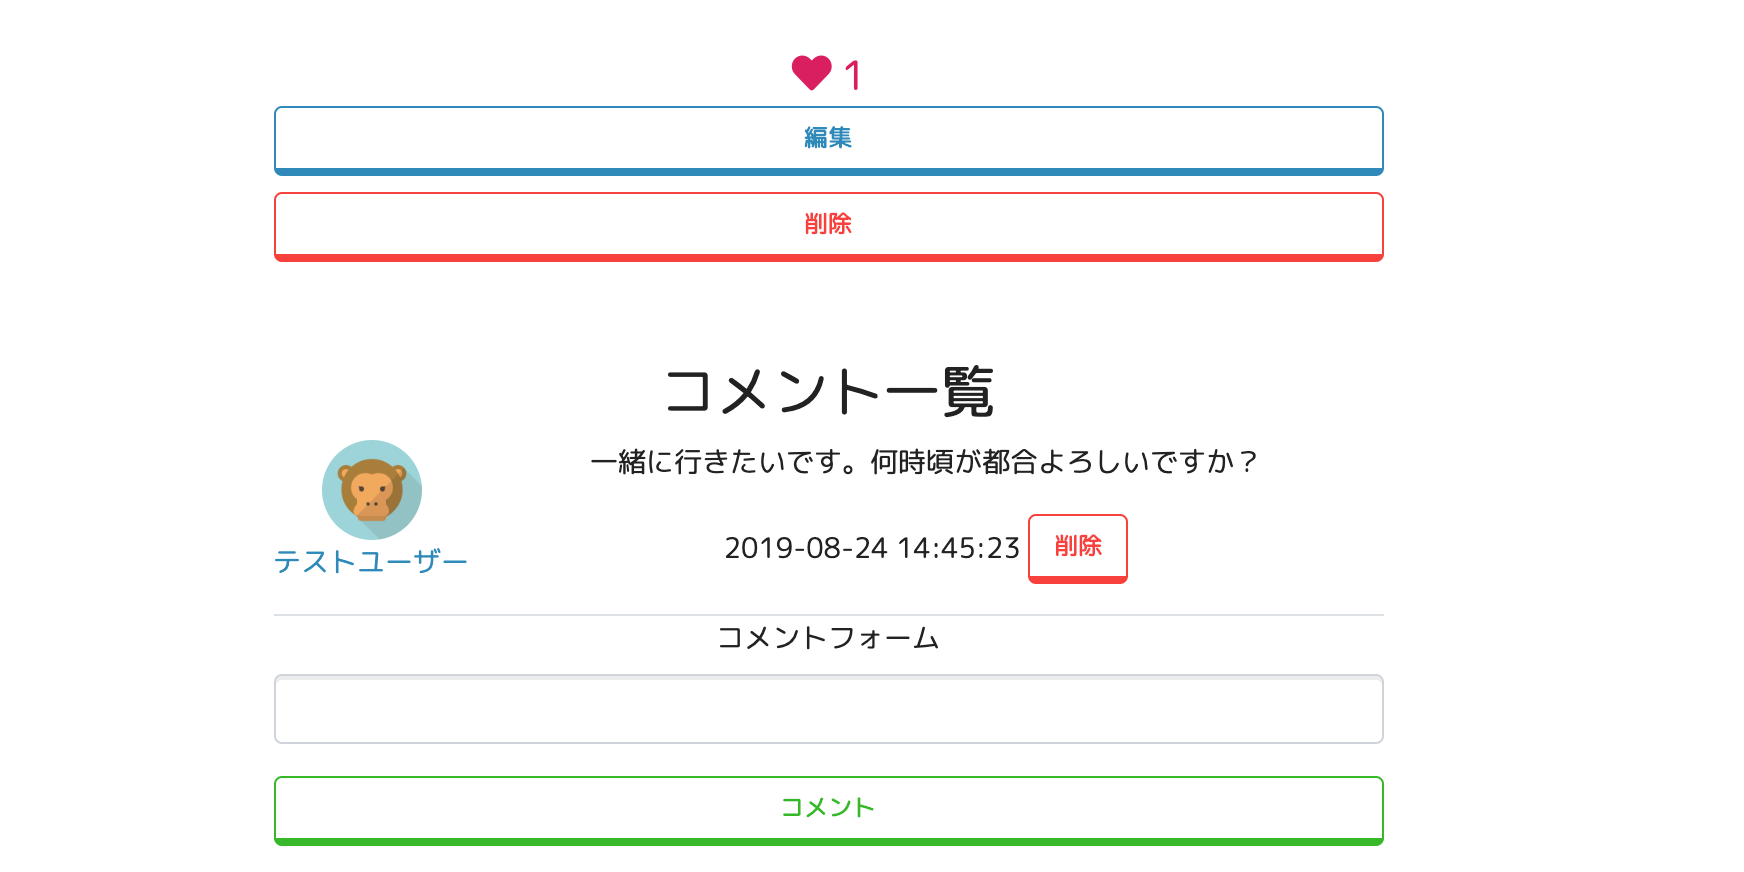 1
編集
削除
コメント一覧
一緒に行きたいです。何時頃が都合よろしいですか？
テストユーザー
2019-08-24 14:45:23 削除
コメントフォーム
コメント